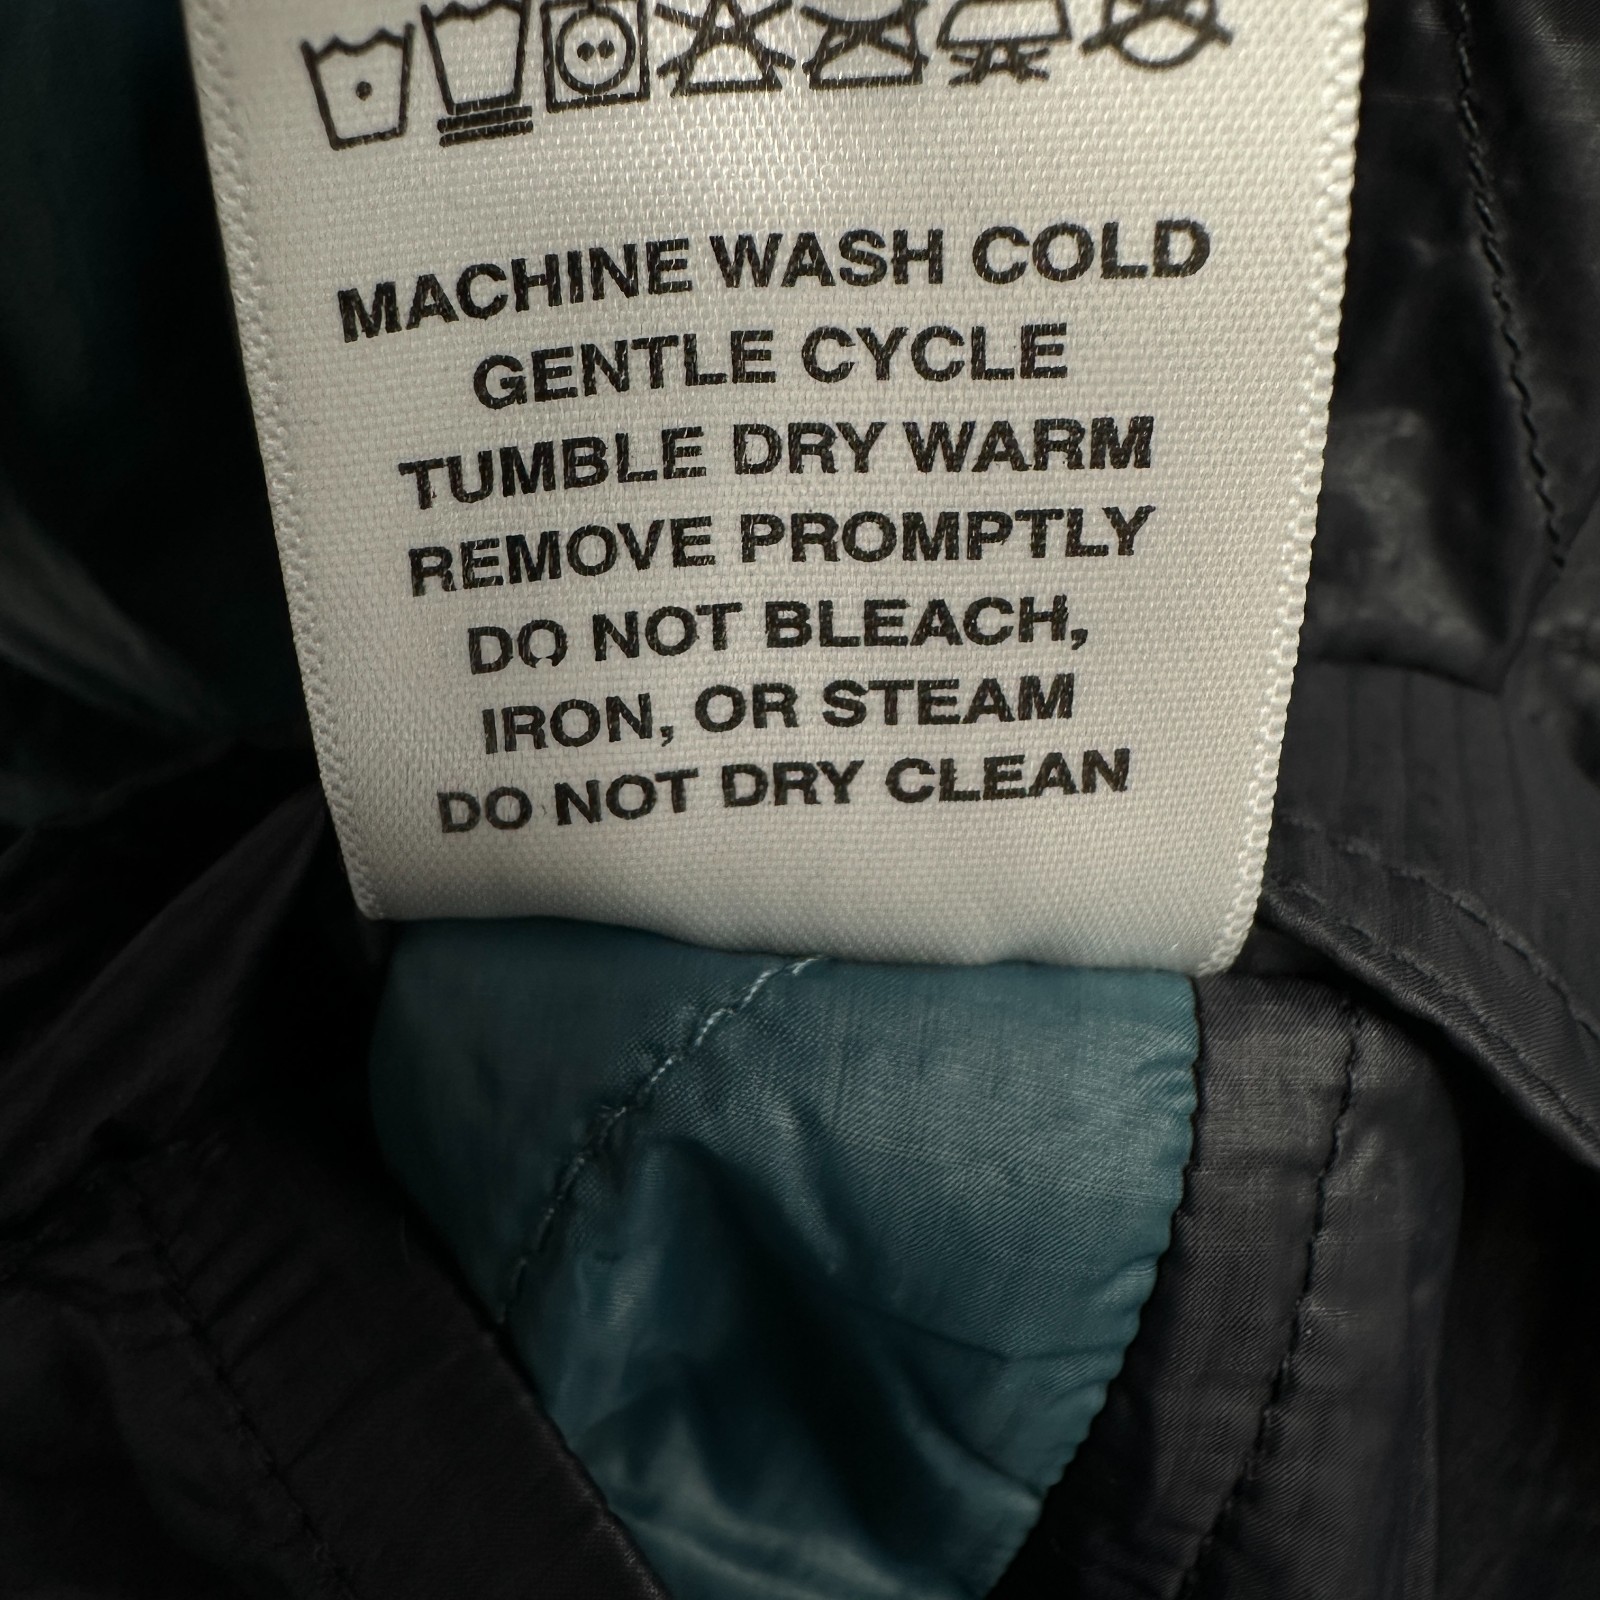 MACHINE WASH COLD
GENTLE CYCLE
TUMBLE DRY WARM
REMOVE PROMPTLY
DO NOT BLEACH,
IRON, OR STEAM
DO NOT DRY CLEAN